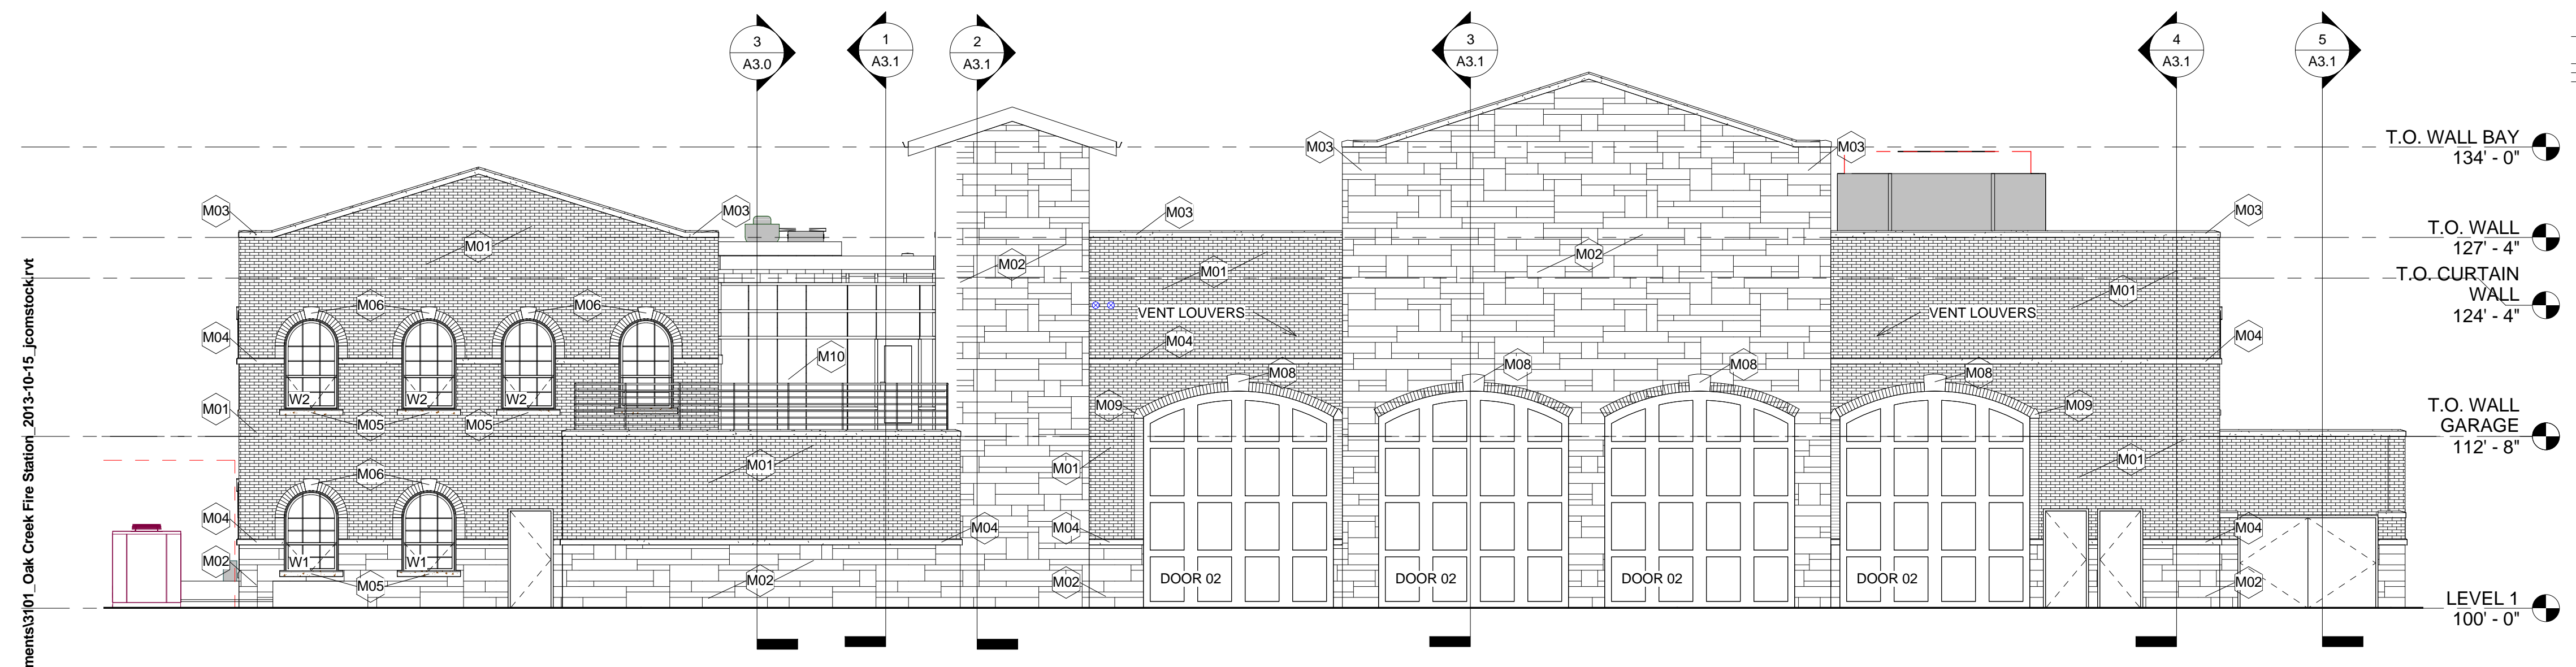 3
A3.0
1
A3.1
2
A3.1
3
A3.1
4
A3.1
5
A3.1
T.O. WALL BAY
134' - 0"
T.O. WALL
127' - 4"
T.O. CURTAIN
WALL
124' - 4"
T.O. WALL
GARAGE
112' - 8"
LEVEL 1
100' - 0"
M03
M03
M03
M03
M03
M03
M01
M02
M02
M01
M01
M06
M06
VENT LOUVERS
VENT LOUVERS
M04
M04
M04
M10
M08
M08
M08
M08
W2
W2
W2
M01
M05
M05
M09
M09
M01
M01
M01
M06
M04
M04
M04
M04
M02
W1
W1
M05
M02
M02
M02
DOOR 02
DOOR 02
DOOR 02
DOOR 02
ments\3101_Oak Creek Fire Station_2013-10-15_jcomstock.rvt